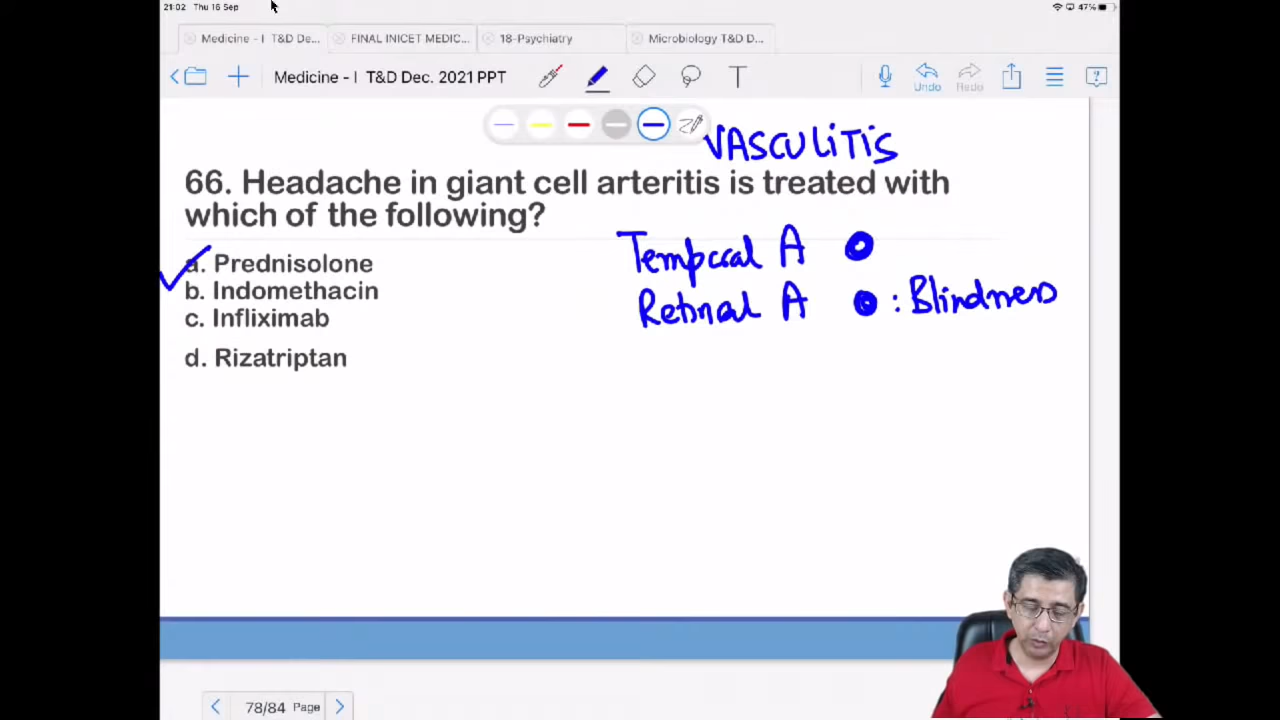 21:02 Thu 16 Sep
47%
Medicine - I T&D De... FINAL INICET MEDIC... 18-Psychiatry Microbiology T&D D...
Medicine - I T&D Dec. 2021 PPT T Undo Redo ?
VASCULITIS
66. Headache in giant cell arteritis is treated with
which of the following?
Temporal A
a. Prednisolone
b. Indomethacin
Retinal A : Blindness
c. Infliximab
d. Rizatriptan
78/84 Page